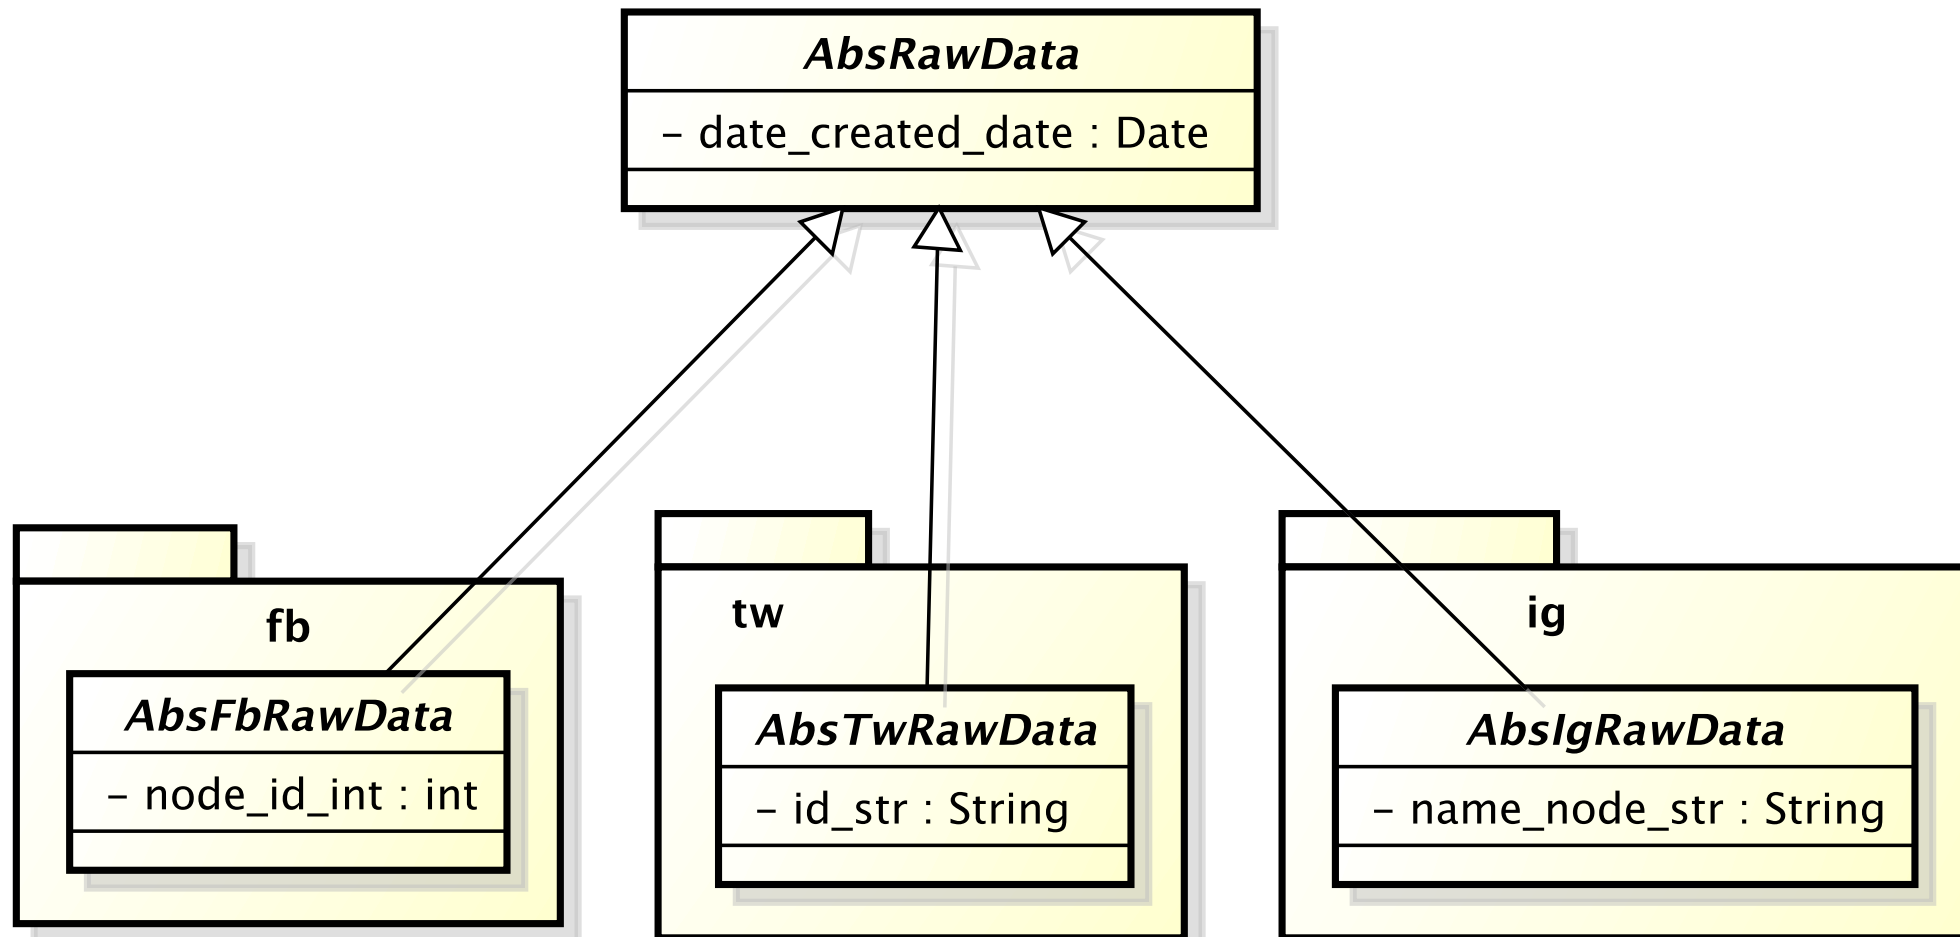 AbsRawData
– date_created_date : Date
fb
AbsFbRawData
– node_id_int : int
tw
AbsTwRawData
– id_str : String
ig
AbsIgRawData
– name_node_str : String